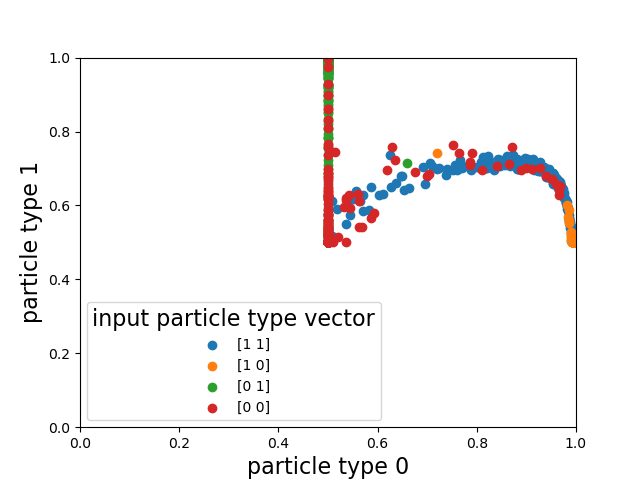 1.0
0.8
0.6
0.4
0.2
0.0
particle type 1
input particle type vector
[1 1]
[1 0]
[0 1]
[0 0]
0.0 0.2 0.4 0.6 0.8 1.0
particle type 0